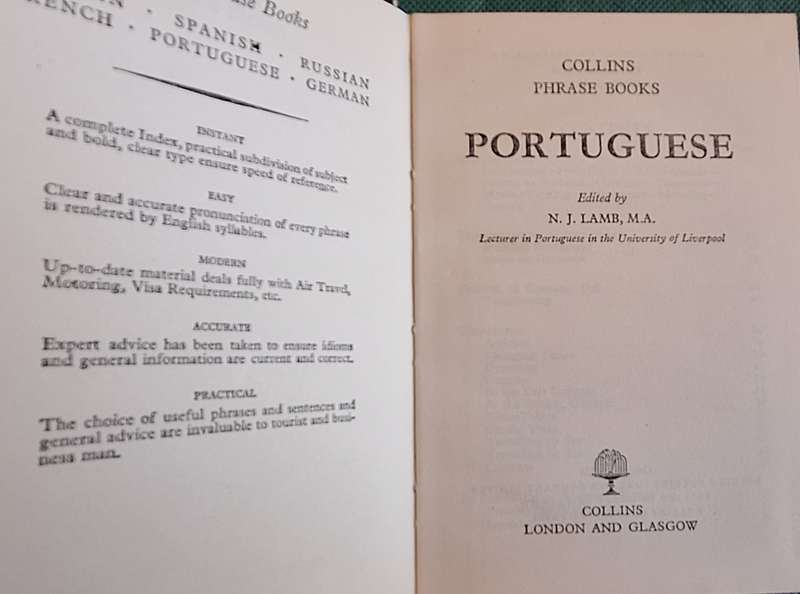 Books
SPANISH · RUSSIAN
FRENCH · PORTUGUESE · GERMAN
INSTANT
A complete Index, practical subdivision of subject
and bold, clear type ensure speed of reference.
EASY
Clear and accurate pronunciation of every phrase
is rendered by English syllables.
MODERN
Up-to-date material deals fully with Air Travel,
Motoring, Visa Requirements, etc.
ACCURATE
Expert advice has been taken to ensure idioms
and general information are current and correct.
PRACTICAL
The choice of useful phrases and sentences and
general advice are invaluable to tourist and busi-
ness man.
COLLINS
PHRASE BOOKS
PORTUGUESE
Edited by
N. J. LAMB, M.A.
Lecturer in Portuguese in the University of Liverpool
COLLINS
LONDON AND GLASGOW